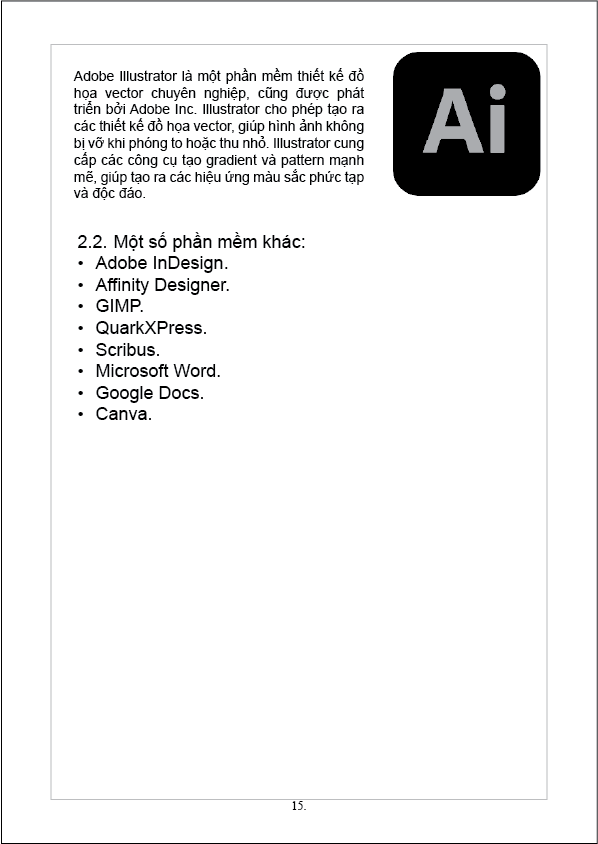 Adobe Illustrator là một phần mềm thiết kế đồ
họa vector chuyên nghiệp, cũng được phát
triển bởi Adobe Inc. Illustrator cho phép tạo ra
các thiết kế đồ họa vector, giúp hình ảnh không
bị vỡ khi phóng to hoặc thu nhỏ. Illustrator cung
cấp các công cụ tạo gradient và pattern mạnh
mẽ, giúp tạo ra các hiệu ứng màu sắc phức tạp
và độc đáo.
Ai
2.2. Một số phần mềm khác:
• Adobe InDesign.
• Affinity Designer.
• GIMP.
• QuarkXPress.
• Scribus.
• Microsoft Word.
• Google Docs.
• Canva.
15.